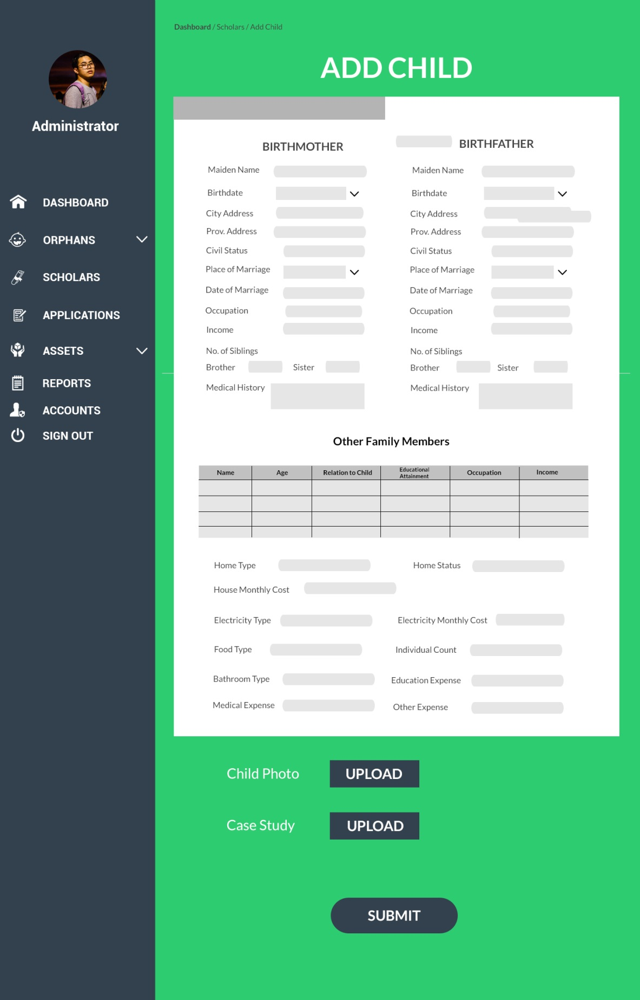 Dashboard / Scholars / Add Child
ADD CHILD
Administrator
DASHBOARD
ORPHANS
SCHOLARS
APPLICATIONS
ASSETS
REPORTS
ACCOUNTS
SIGN OUT
BIRTHMOTHER
Maiden Name
Birthdate
City Address
Prov. Address
Civil Status
Place of Marriage
Date of Marriage
Occupation
Income
No. of Siblings
Brother Sister
Medical History
BIRTHFATHER
Maiden Name
Birthdate
City Address
Prov. Address
Civil Status
Place of Marriage
Date of Marriage
Occupation
Income
No. of Siblings
Brother Sister
Medical History
Other Family Members
Name Age Relation to Child Educational Attainment Occupation Income
Home Type Home Status
House Monthly Cost
Electricity Type Electricity Monthly Cost
Food Type Individual Count
Bathroom Type Education Expense
Medical Expense Other Expense
Child Photo UPLOAD
Case Study UPLOAD
SUBMIT